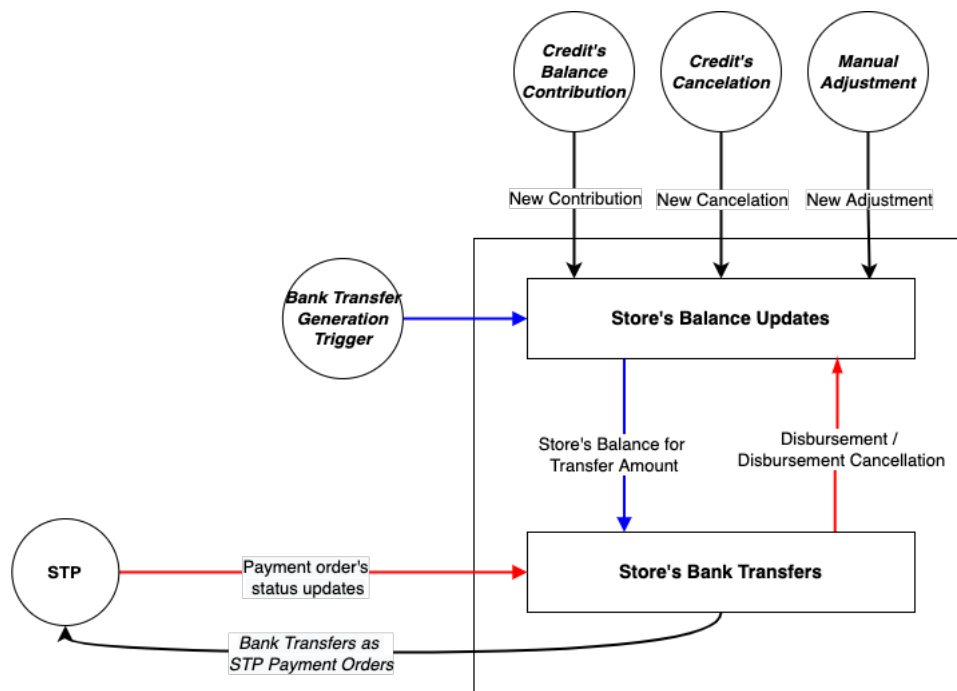 Credit's
Balance
Contribution
Credit's
Cancelation
Manual
Adjustment
New Contribution
New Cancelation
New Adjustment
Bank Transfer
Generation
Trigger
Store's Balance Updates
Store's Balance for
Transfer Amount
Disbursement /
Disbursement Cancellation
STP
Payment order's
status updates
Store's Bank Transfers
Bank Transfers as
STP Payment Orders